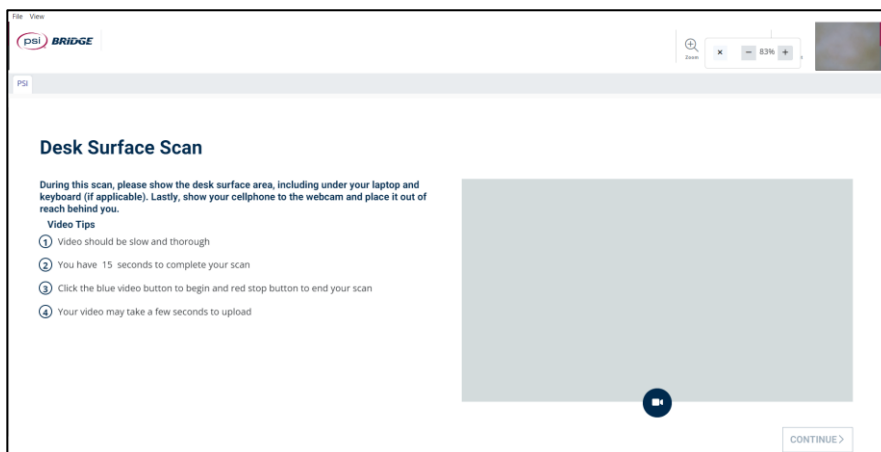 File View
psi BRIDGE
Zoom
× − 83% +
PSI
Desk Surface Scan
During this scan, please show the desk surface area, including under your laptop and
keyboard (if applicable). Lastly, show your cellphone to the webcam and place it out of
reach behind you.
Video Tips
1 Video should be slow and thorough
2 You have 15 seconds to complete your scan
3 Click the blue video button to begin and red stop button to end your scan
4 Your video may take a few seconds to upload
CONTINUE >